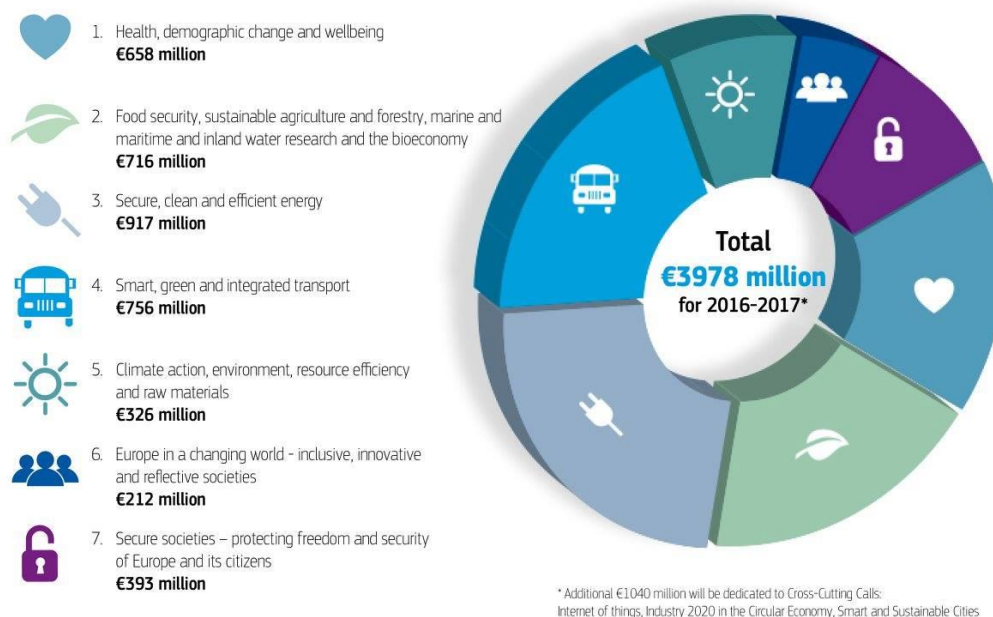 1. Health, demographic change and wellbeing
€658 million
2. Food security, sustainable agriculture and forestry, marine and
maritime and inland water research and the bioeconomy
€716 million
3. Secure, clean and efficient energy
€917 million
4. Smart, green and integrated transport
€756 million
5. Climate action, environment, resource efficiency
and raw materials
€326 million
6. Europe in a changing world - inclusive, innovative
and reflective societies
€212 million
7. Secure societies – protecting freedom and security
of Europe and its citizens
€393 million
Total
€3978 million
for 2016-2017*
* Additional €1040 million will be dedicated to Cross-Cutting Calls:
Internet of things, Industry 2020 in the Circular Economy, Smart and Sustainable Cities